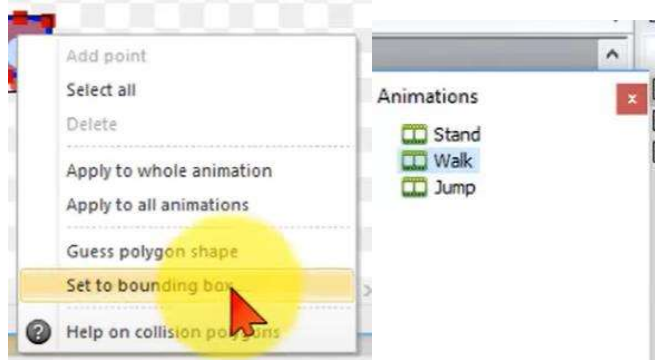 Add point
Select all
Delete
Apply to whole animation
Apply to all animations
Guess polygon shape
Set to bounding box
Help on collision polygons
Animations
Stand
Walk
Jump